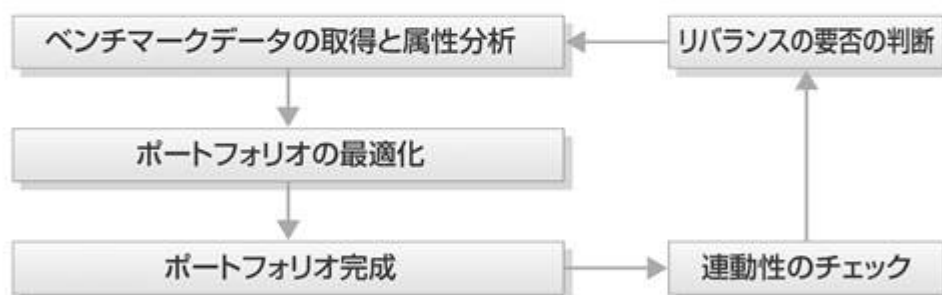 ベンチマークデータの取得と属性分析
リバランスの要否の判断
ポートフォリオの最適化
ポートフォリオ完成
連動性のチェック